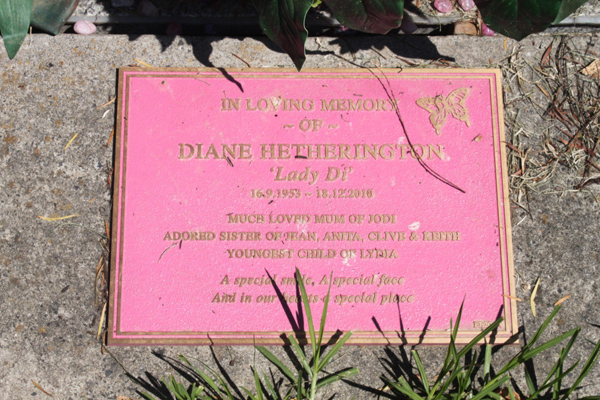 IN LOVING MEMORY
~ OF ~
DIANE HETHERINGTON
'Lady Di'
16.9.1953 ~ 18.12.2010
MUCH LOVED MUM OF JODI
ADORED SISTER OF JEAN, ANITA, CLIVE & KEITH
YOUNGEST CHILD OF LYDIA
A special smile, A special face
And in our hearts a special place